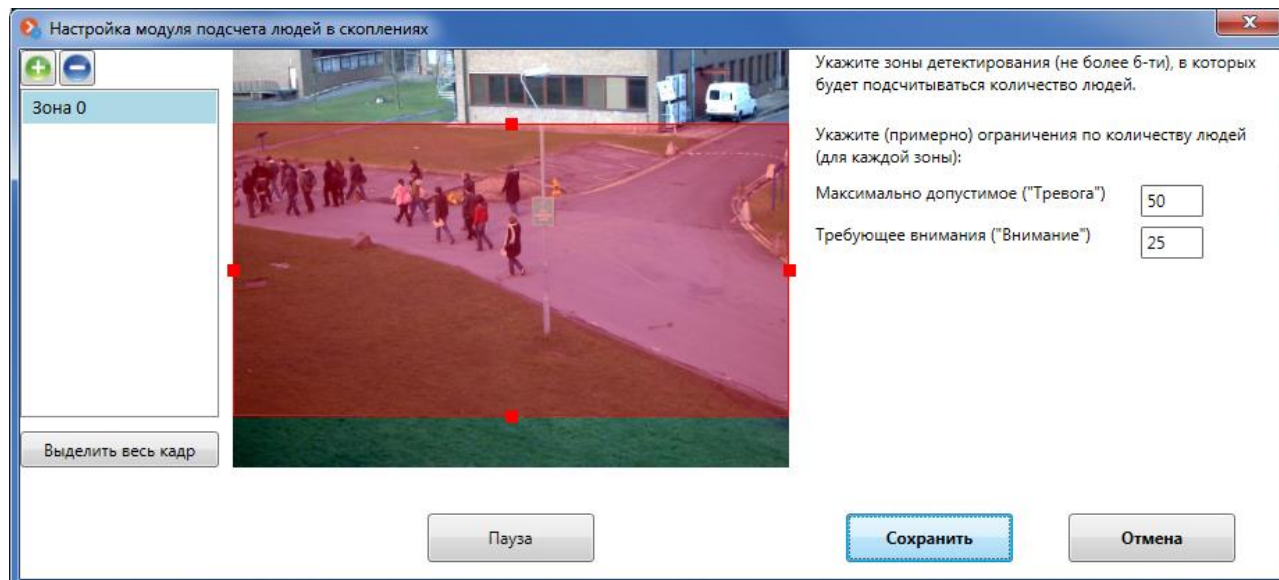 Настройка модуля подсчета людей в скоплениях
Зона 0
Выделить весь кадр
Укажите зоны детектирования (не более 6-ти), в которых
будет подсчитываться количество людей.
Укажите (примерно) ограничения по количеству людей
(для каждой зоны):
Максимально допустимое ("Тревога") 50
Требующее внимания ("Внимание") 25
Пауза
Сохранить
Отмена